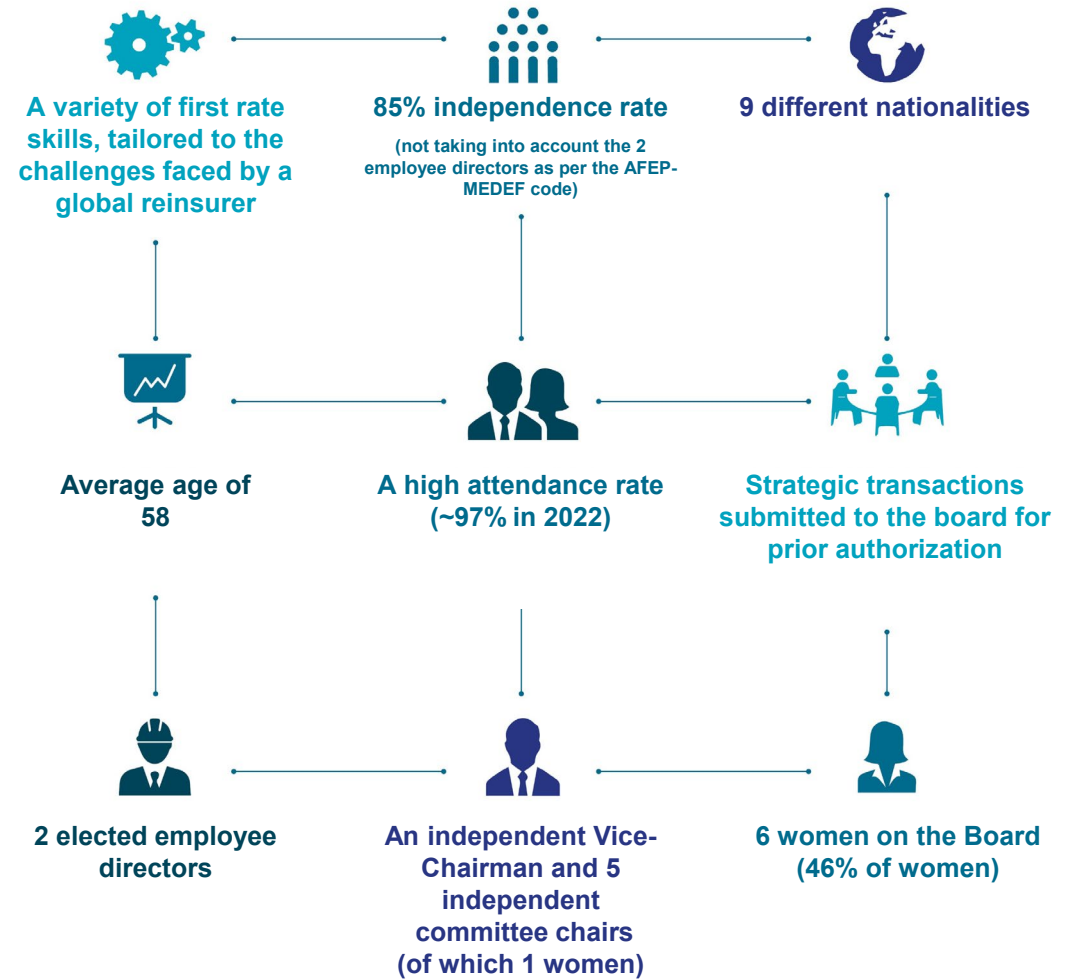 A variety of first rate
skills, tailored to the
challenges faced by a
global reinsurer
85% independence rate
(not taking into account the 2
employee directors as per the AFEP-
MEDEF code)
9 different nationalities
Average age of
58
A high attendance rate
(~97% in 2022)
Strategic transactions
submitted to the board for
prior authorization
2 elected employee
directors
An independent Vice-
Chairman and 5
independent
committee chairs
(of which 1 women)
6 women on the Board
(46% of women)